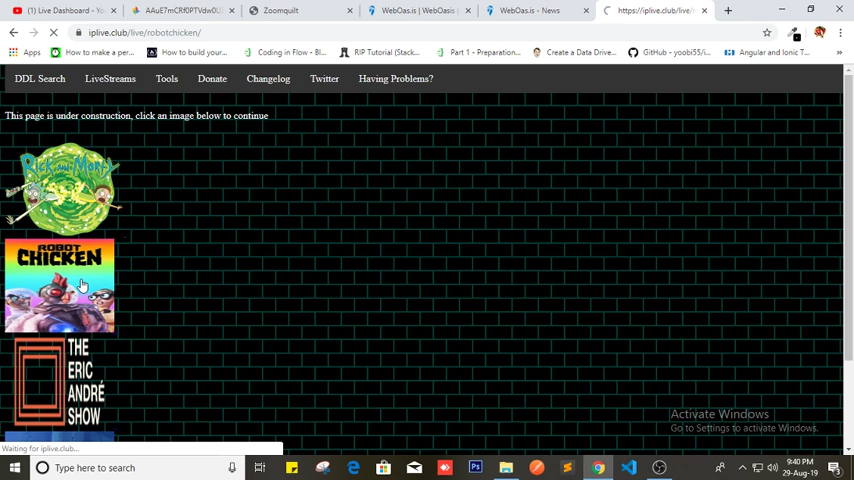 (1) Live Dashboard - You
AAuE7mCRf0PTVdw0U
Zoomquilt
WebOas.is | WebOasis |
WebOas.is - News
https://iplive.club/live/r
iplive.club/live/robotchicken/
Apps
How to make a per...
How to build your...
Coding in Flow - B...
RIP Tutorial (Stack...
Part 1 - Preparation...
Create a Data Drive...
GitHub - yoobi55/i...
Angular and Ionic T...
DDL Search
LiveStreams
Tools
Donate
Changelog
Twitter
Having Problems?
This page is under construction, click an image below to continue
Rick and Morty
ROBOT
CHICKEN
THE
ERIC
ANDRÉ
SHOW
Activate Windows
Go to Settings to activate Windows.
Waiting for iplive.club...
Type here to search
9:40 PM
29-Aug-19